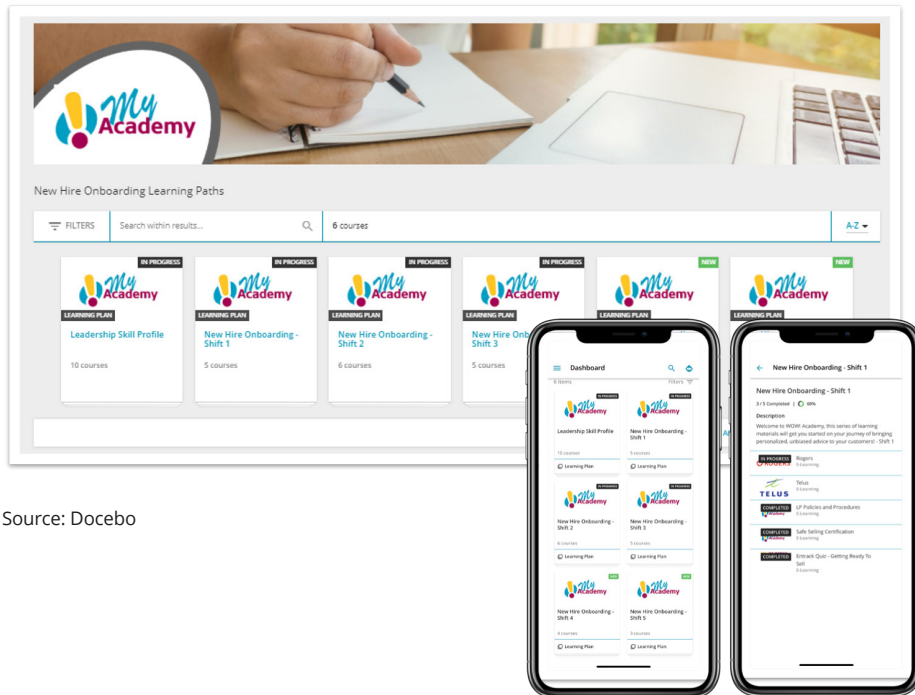 My
Academy
New Hire Onboarding Learning Paths
FILTERS
Search within results...
6 courses
A-Z
IN PROGRESS
My
Academy
LEARNING PLAN
Leadership Skill Profile
10 courses
IN PROGRESS
My
Academy
LEARNING PLAN
New Hire Onboarding -
Shift 1
5 courses
IN PROGRESS
My
Academy
LEARNING PLAN
New Hire Onboarding -
Shift 2
6 courses
IN PROGRESS
My
Academy
LEARNING PLAN
New Hire
Shift 3
5 courses
NEW
My
Academy
LEARNING PLAN
NEW
My
Academy
LEARNING PLAN
Source: Docebo
Dashboard
6 items
Filters
IN PROGRESS
My
Academy
Leadership Skill Profile
10 courses
Learning Plan
IN PROGRESS
My
Academy
New Hire Onboarding -
Shift 1
5 courses
Learning Plan
IN PROGRESS
My
Academy
New Hire Onboarding -
Shift 2
6 courses
Learning Plan
IN PROGRESS
My
Academy
New Hire Onboarding -
Shift 3
5 courses
Learning Plan
NEW
My
Academy
New Hire Onboarding -
Shift 4
4 courses
Learning Plan
NEW
My
Academy
New Hire Onboarding -
Shift 5
3 courses
Learning Plan
New Hire Onboarding - Shift 1
New Hire Onboarding - Shift 1
3 / 5 Completed | 60%
Description
Welcome to WOW! Academy, this series of learning
materials will get you started on your journey of bringing
personalized, unbiased advice to your customers! - Shift 1
IN PROGRESS
ROGERS
Rogers
E-Learning
TELUS
Telus
E-Learning
COMPLETED
LP Policies and Procedures
E-Learning
COMPLETED
Safe Selling Certification
E-Learning
COMPLETED
Entrack Quiz - Getting Ready To
Sell
E-Learning